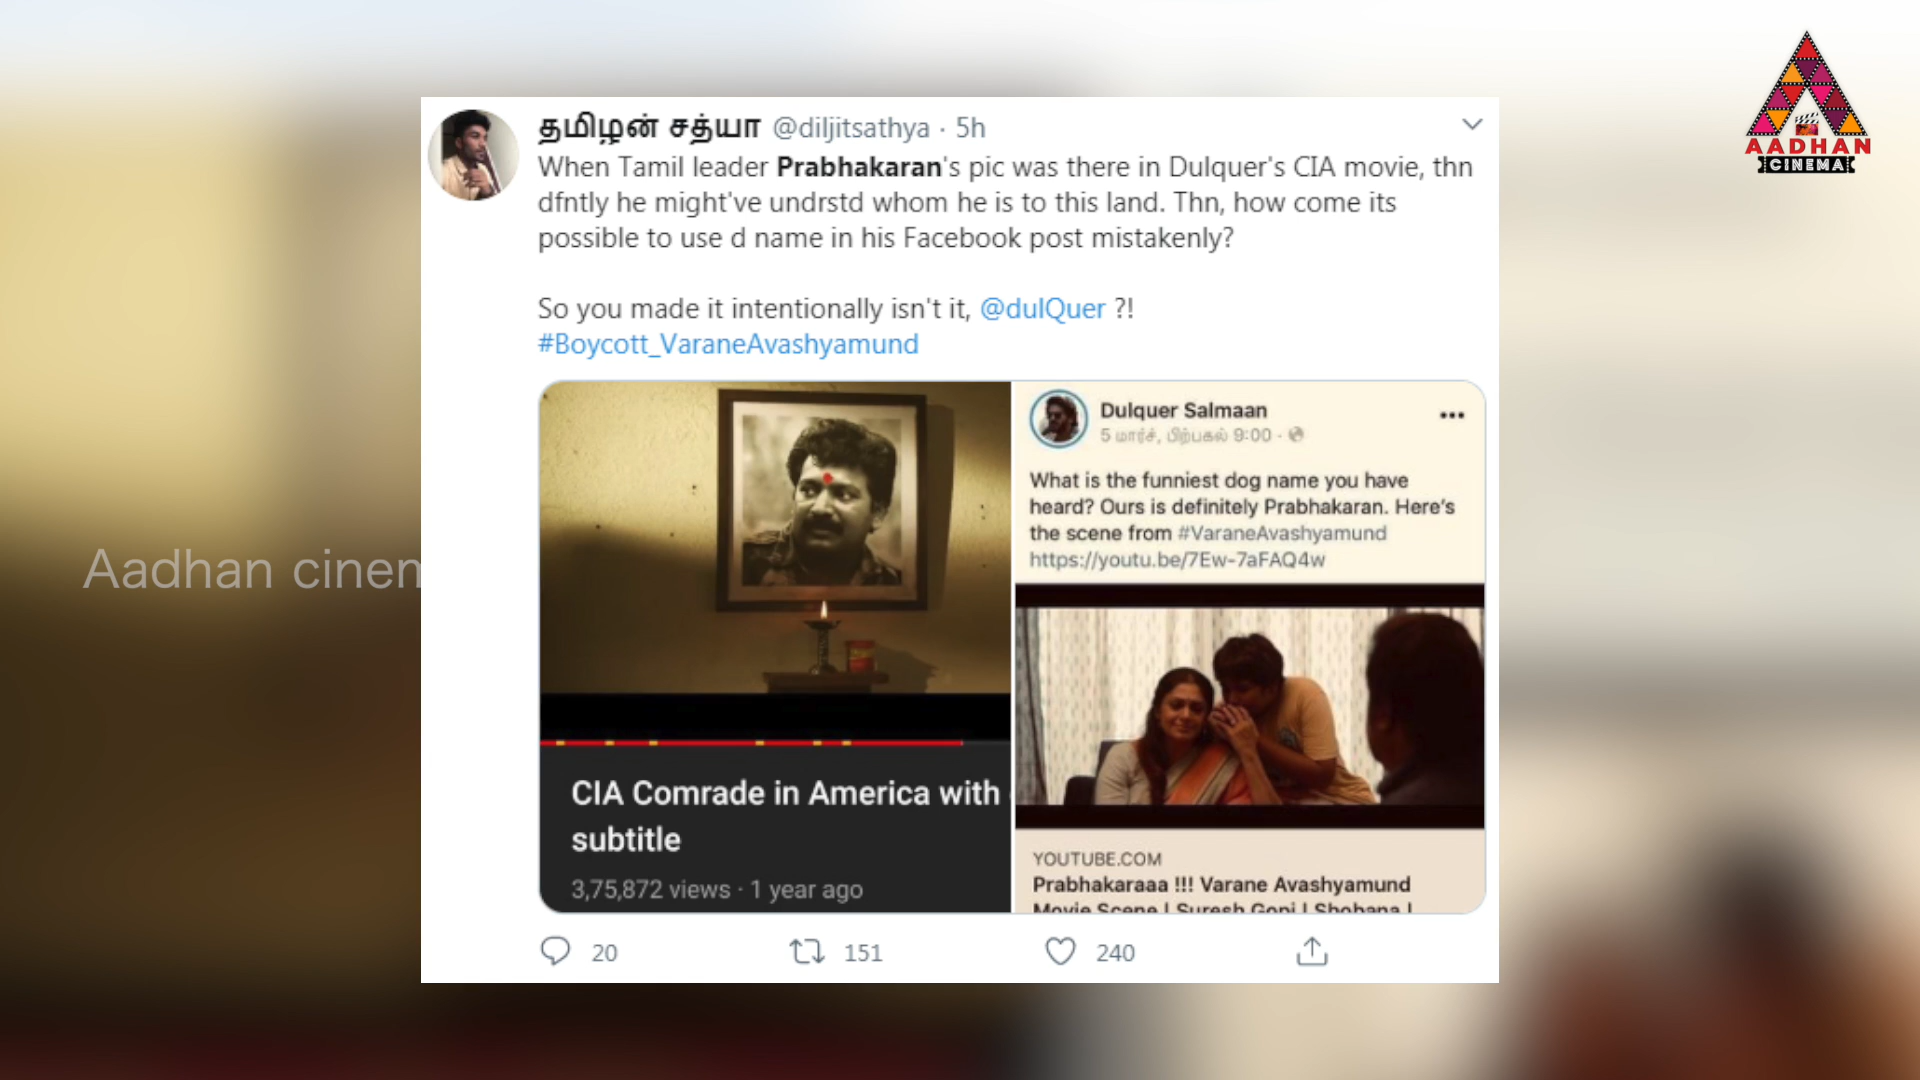 AADHAN
CINEMA
தமிழன் சத்யா @diljitsathya · 5h
When Tamil leader Prabhakaran's pic was there in Dulquer's CIA movie, thn
dfntly he might've undrstd whom he is to this land. Thn, how come its
possible to use d name in his Facebook post mistakenly?
So you made it intentionally isn't it, @dulQuer ?!
#Boycott_VaraneAvashyamund
Aadhan cinem
CIA Comrade in America with
subtitle
3,75,872 views · 1 year ago
Dulquer Salmaan
5 மார்ச், பிற்பகல் 9:00 ·
What is the funniest dog name you have
heard? Ours is definitely Prabhakaran. Here's
the scene from #VaraneAvashyamund
https://youtu.be/7Ew-7aFAQ4w
YOUTUBE.COM
Prabhakaraaa !!! Varane Avashyamund
Movie Scene | Suresh Gopi | Shobana |
20 151 240